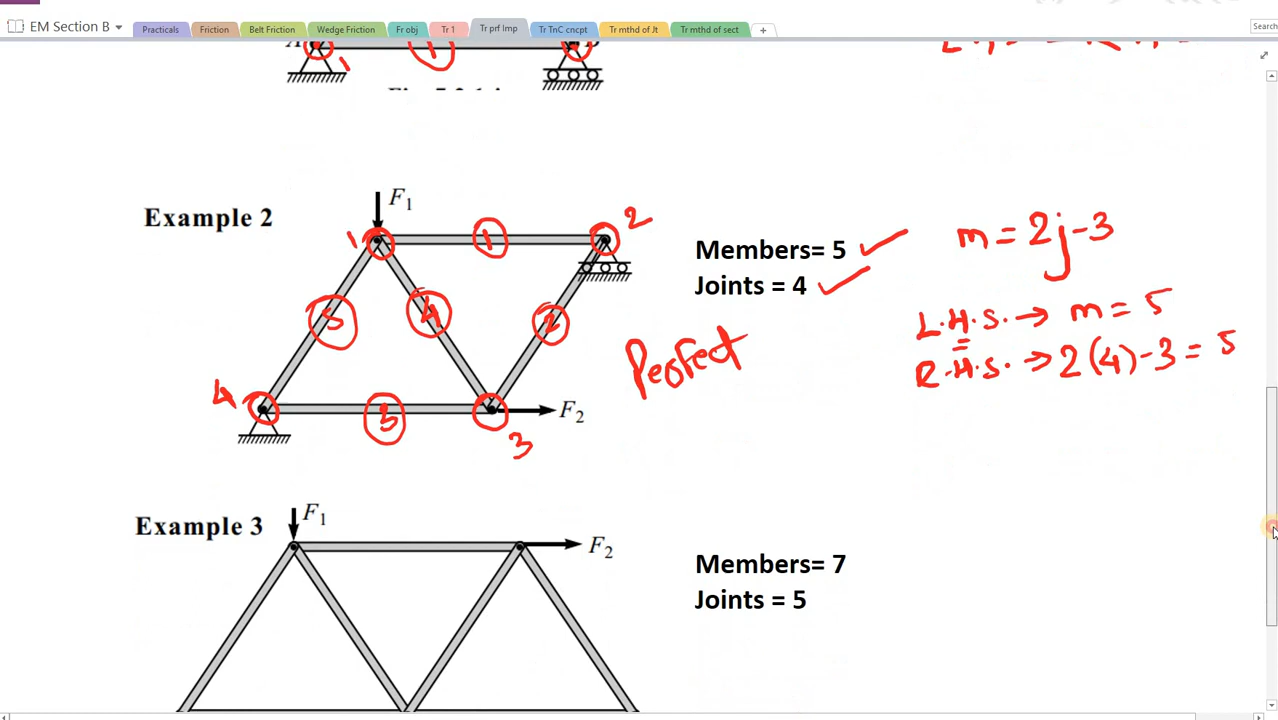 EM Section B
Practicals
Friction
Belt Friction
Wedge Friction
Fr obj
Tr 1
Tr prf Imp
Tr TnC cncpt
Tr mthd of Jt
Tr mthd of sect
+
Search
1
1
Example 2
F1
1
1
2
5
4
2
4
3
F2
3
Perfect
Members= 5
Joints = 4
m = 2j-3
L.H.S. → m = 5
=
R.H.S. → 2(4)-3 = 5
Example 3
F1
F2
Members= 7
Joints = 5